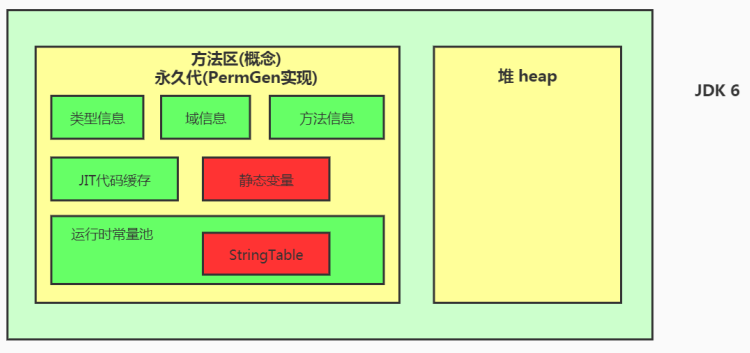 方法区(概念)
永久代(PermGen实现)
类型信息
域信息
方法信息
JIT代码缓存
静态变量
运行时常量池
StringTable
堆 heap
JDK 6